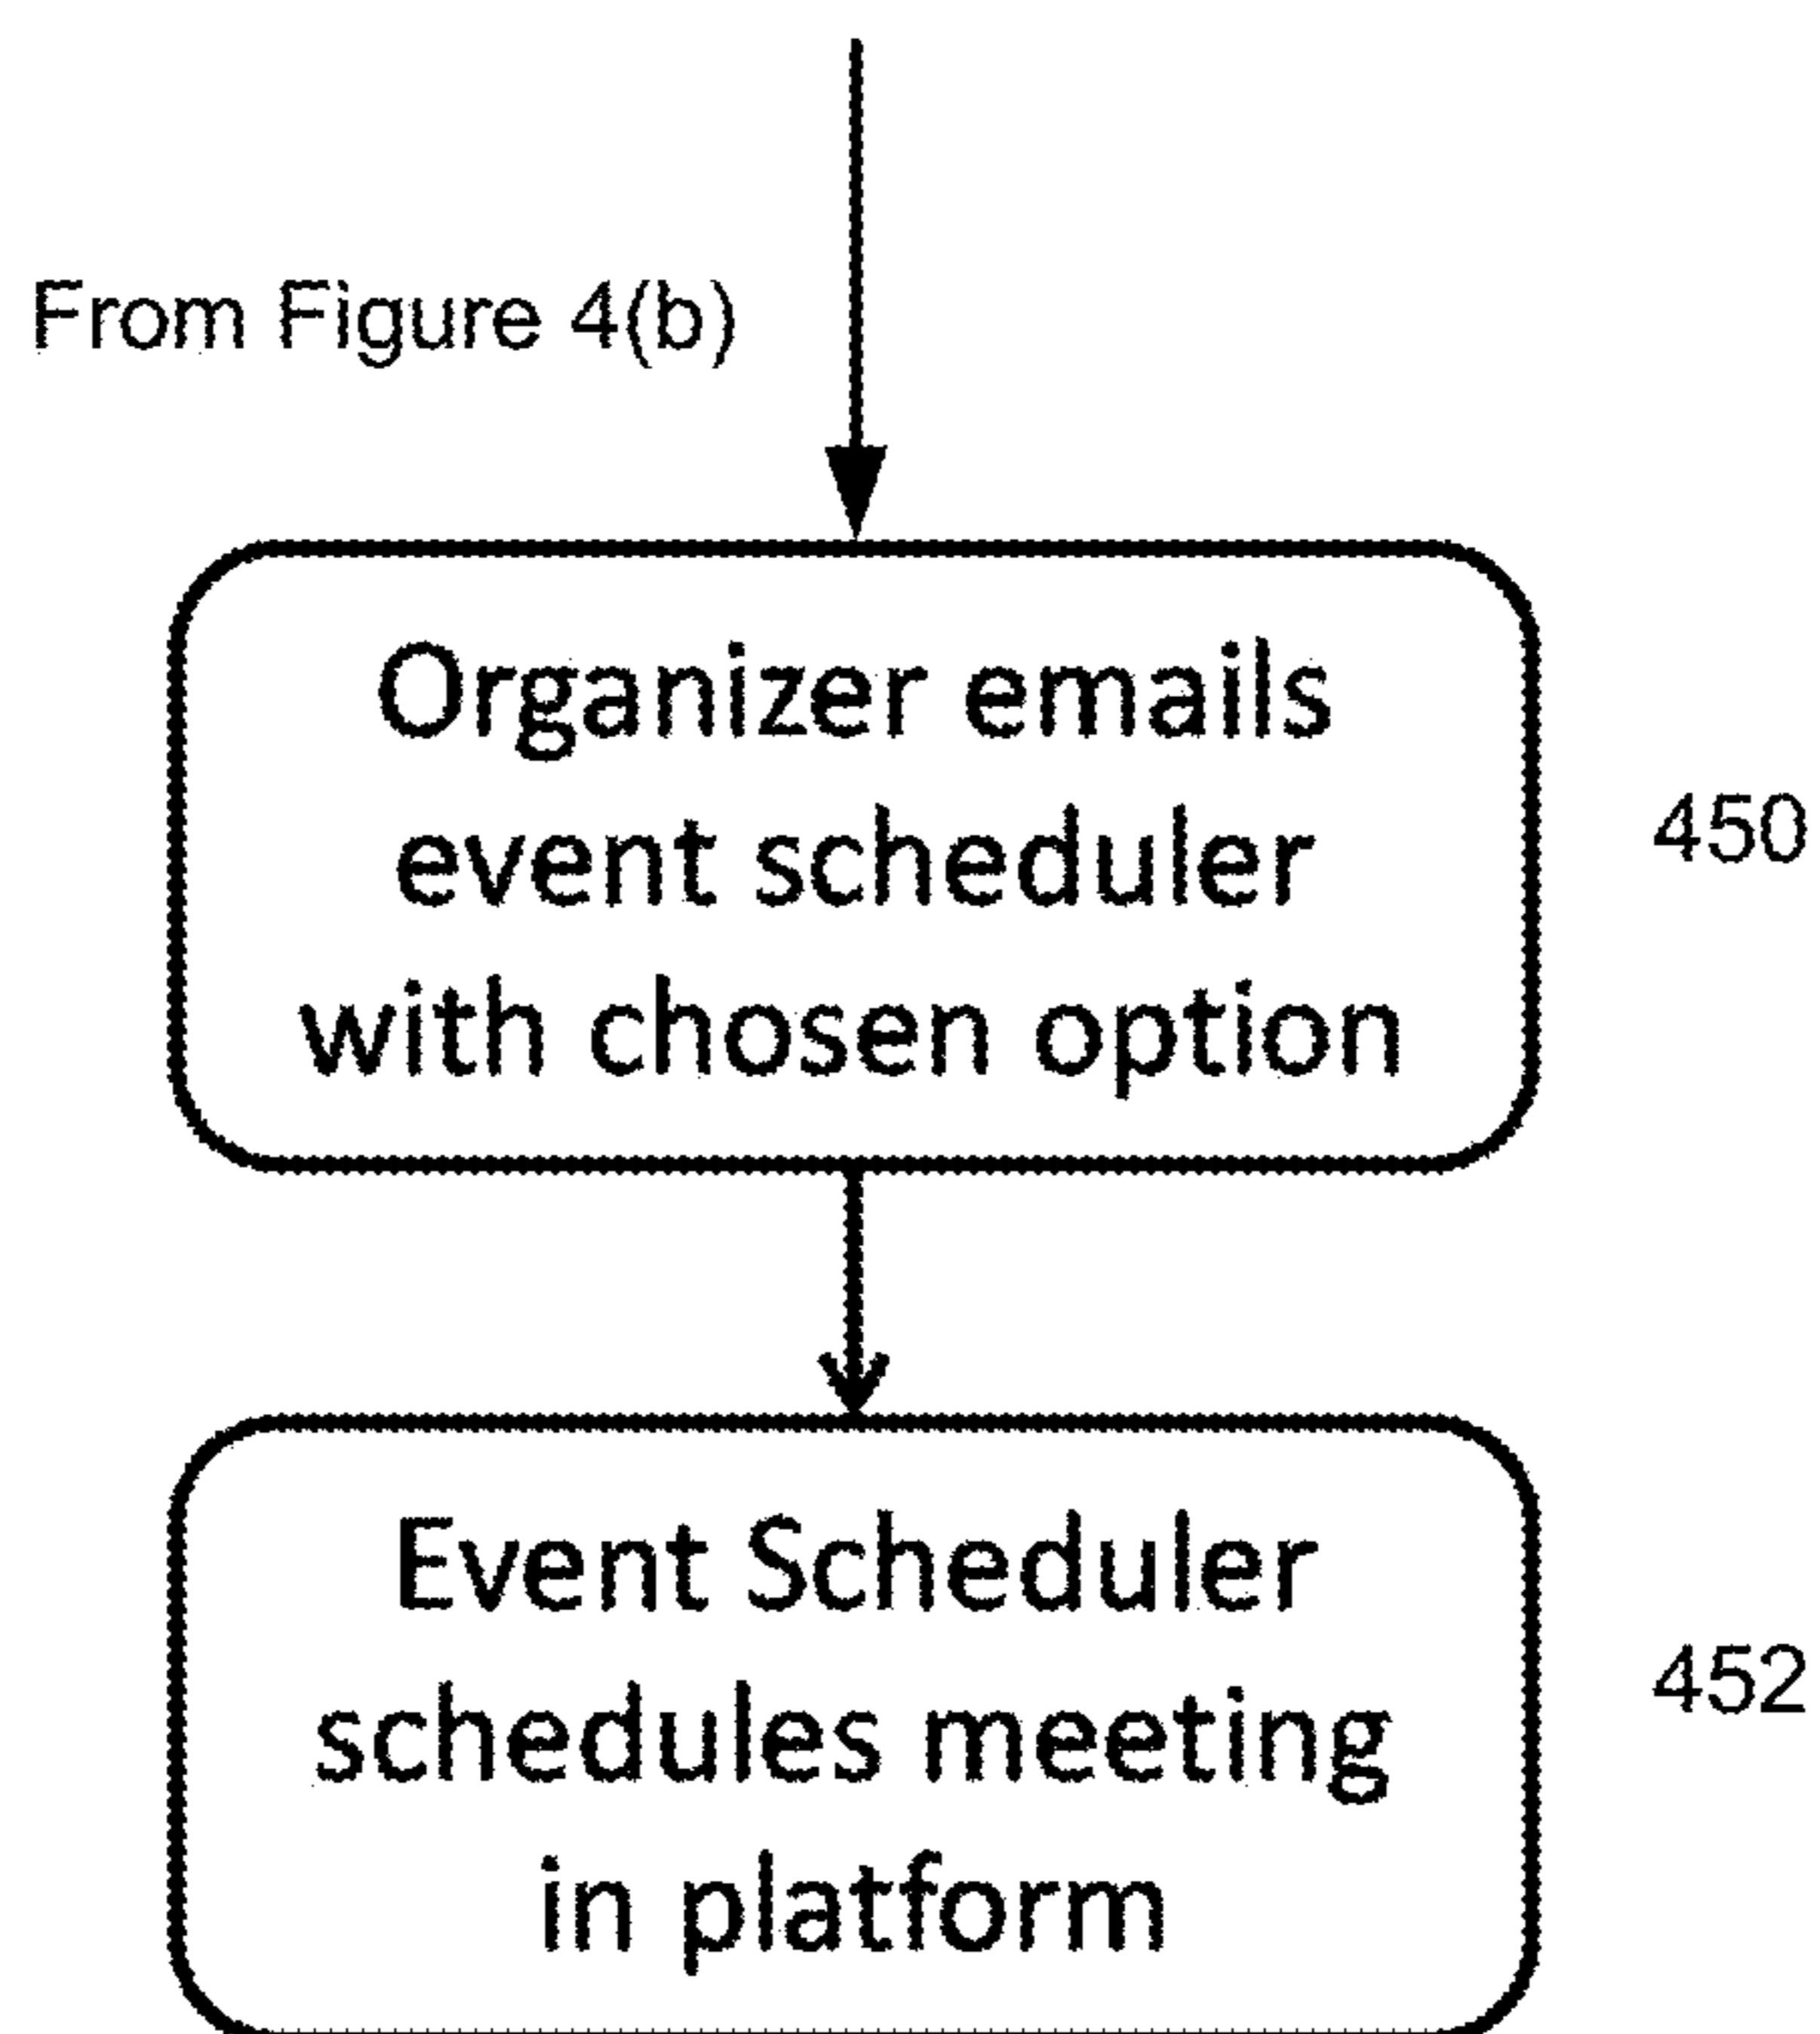 From Figure 4(b)
Organizer emails
event scheduler
with chosen option
450
Event Scheduler
schedules meeting
in platform
452